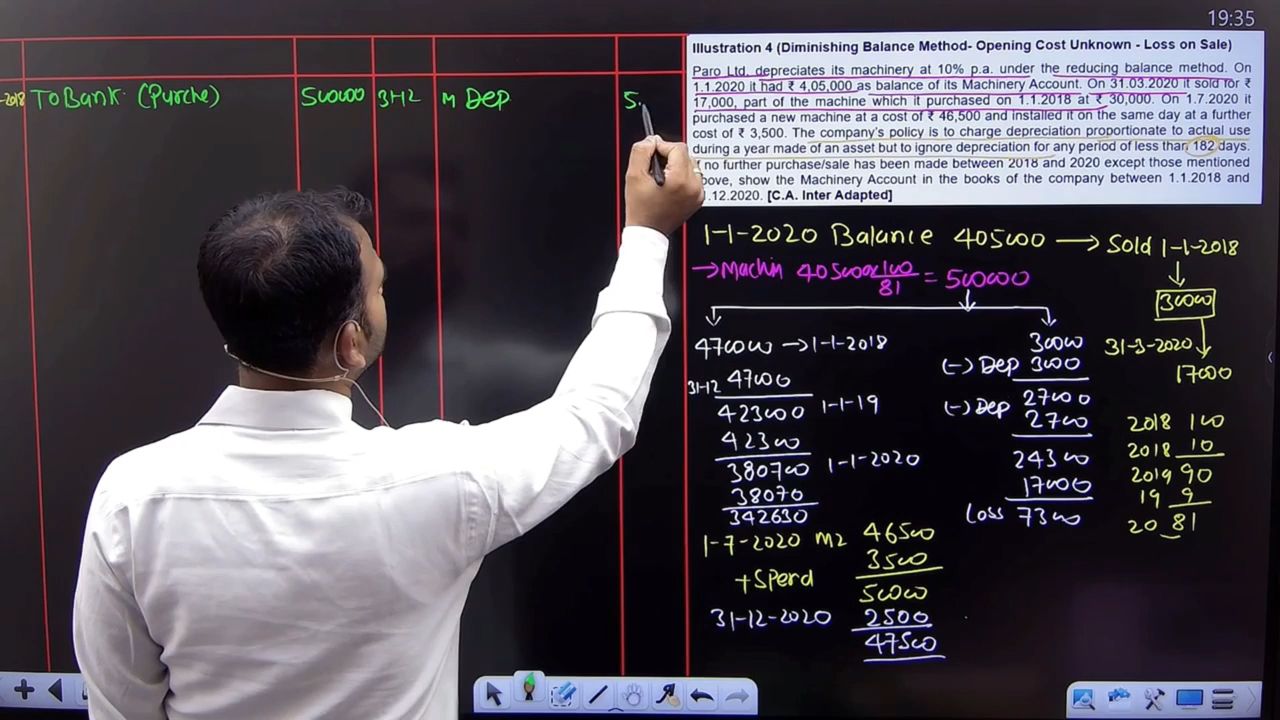 19:35
-2018 To Bank (Purche) 500000 31-12 M Dep 5.
Illustration 4 (Diminishing Balance Method- Opening Cost Unknown - Loss on Sale)
Paro Ltd. depreciates its machinery at 10% p.a. under the reducing balance method. On
1.1.2020 it had ₹ 4,05,000 as balance of its Machinery Account. On 31.03.2020 it sold for ₹
17,000, part of the machine which it purchased on 1.1.2018 at ₹ 30,000. On 1.7.2020 it
purchased a new machine at a cost of ₹ 46,500 and installed it on the same day at a further
cost of ₹ 3,500. The company's policy is to charge depreciation proportionate to actual use
during a year made of an asset but to ignore depreciation for any period of less than 182 days.
f no further purchase/sale has been made between 2018 and 2020 except those mentioned
bove, show the Machinery Account in the books of the company between 1.1.2018 and
.12.2020. [C.A. Inter Adapted]
1-1-2020 Balance 405000 → Sold 1-1-2018
→ Machin 405000x100/81 = 500000
30000
470000 → 1-1-2018
31-12 47000
423000 1-1-19
42300
380700 1-1-2020
38070
342630
30000
(-) Dep 3000
27000
(-) Dep 2700
24300
17000
Loss 7300
31-3-2020
17000
2018 100
2018 10
2019 90
19 9
20 81
1-7-2020 M2 46500
+Spend 3500
50000
31-12-2020 2500
47500